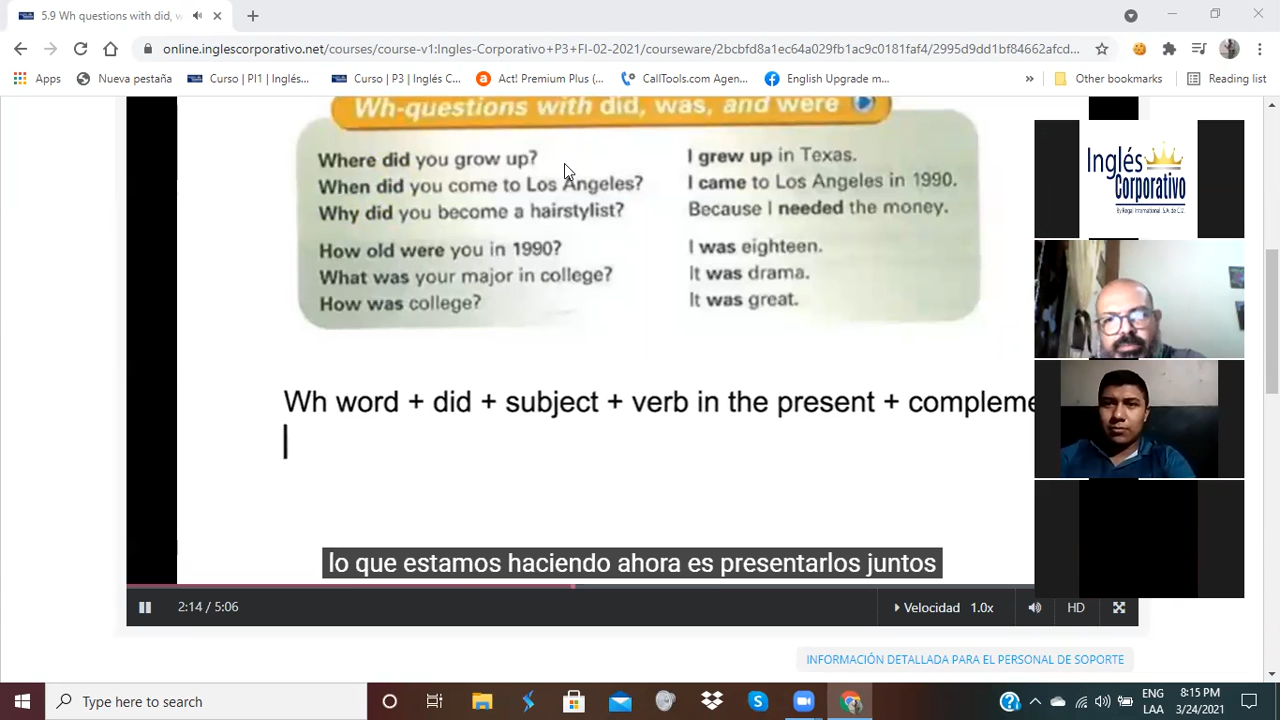 5.9 Wh questions with did, w
online.inglescorporativo.net/courses/course-v1:Ingles-Corporativo+P3+FI-02-2021/courseware/2bcbfd8a1ec64a029fb1ac9c0181faf4/2995d9dd1bf84662afcd...
Apps Nueva pestaña Curso | PI1 | Inglés... Curso | P3 | Inglés C... Act! Premium Plus (... CallTools.com Agen... English Upgrade m... » Other bookmarks Reading list
Wh-questions with did, was, and were
Where did you grow up? I grew up in Texas.
When did you come to Los Angeles? I came to Los Angeles in 1990.
Why did you become a hairstylist? Because I needed the money.
How old were you in 1990? I was eighteen.
What was your major in college? It was drama.
How was college? It was great.
Inglés
Corporativo
Wh word + did + subject + verb in the present + compleme
lo que estamos haciendo ahora es presentarlos juntos
2:14 / 5:06 Velocidad 1.0x HD
INFORMACIÓN DETALLADA PARA EL PERSONAL DE SOPORTE
Type here to search
ENG 8:15 PM
LAA 3/24/2021